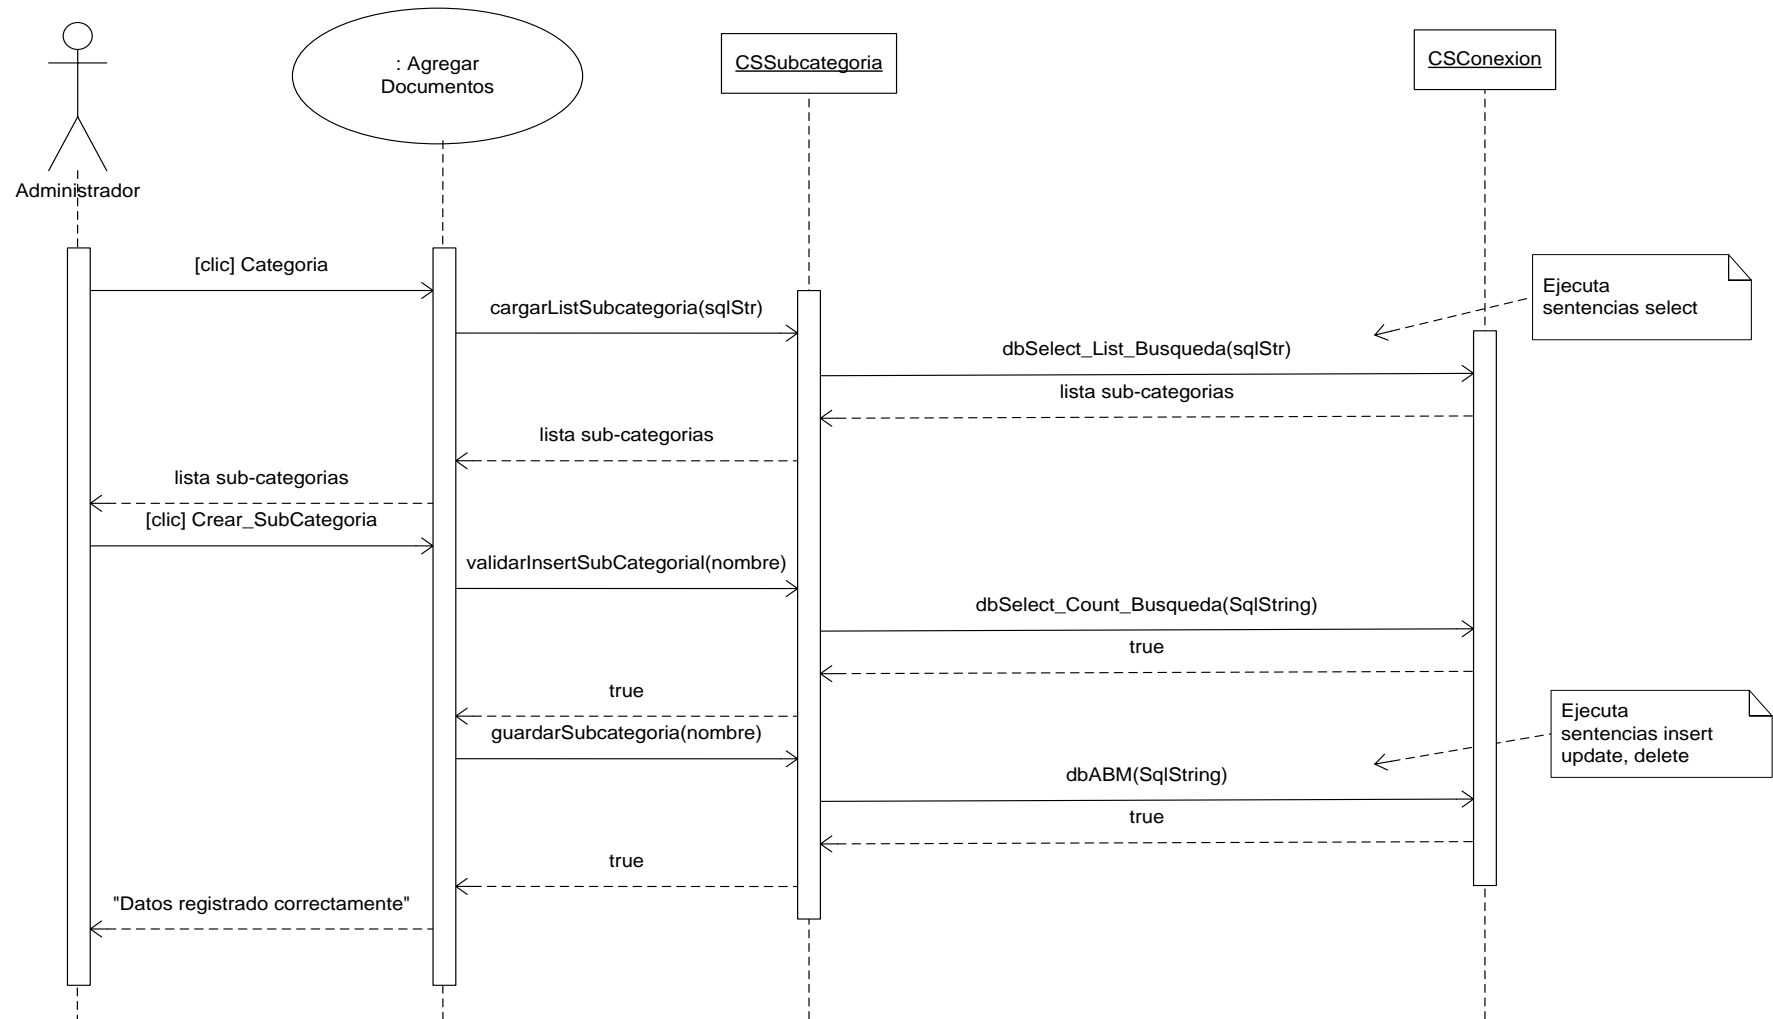 : Agregar
Documentos
CSSubcategoria
CSConexion
Administrador
[clic] Categoria
cargarListSubcategoria(sqlStr)
Ejecuta
sentencias select
dbSelect_List_Busqueda(sqlStr)
lista sub-categorias
lista sub-categorias
lista sub-categorias
[clic] Crear_SubCategoria
validarInsertSubCategorial(nombre)
dbSelect_Count_Busqueda(SqlString)
true
true
guardarSubcategoria(nombre)
Ejecuta
sentencias insert
update, delete
dbABM(SqlString)
true
true
"Datos registrado correctamente"